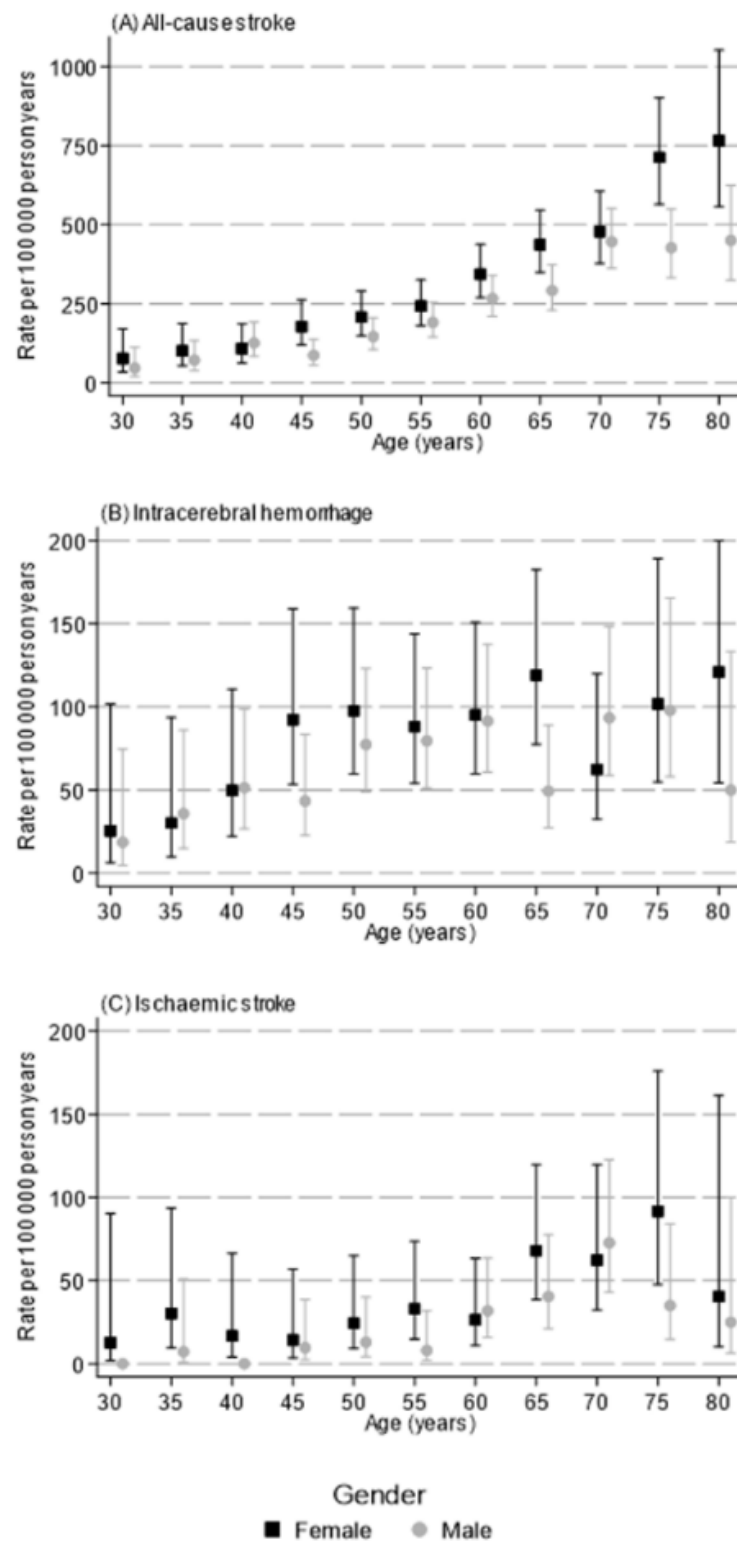 (A) All-cause stroke
Rate per 100 000 person years
1000
750
500
250
0
30 35 40 45 50 55 60 65 70 75 80
Age (years)
(B) Intracerebral hemorrhage
Rate per 100 000 person years
200
150
100
50
0
30 35 40 45 50 55 60 65 70 75 80
Age (years)
(C) Ischaemic stroke
Rate per 100 000 person years
200
150
100
50
0
30 35 40 45 50 55 60 65 70 75 80
Age (years)
Gender
Female Male